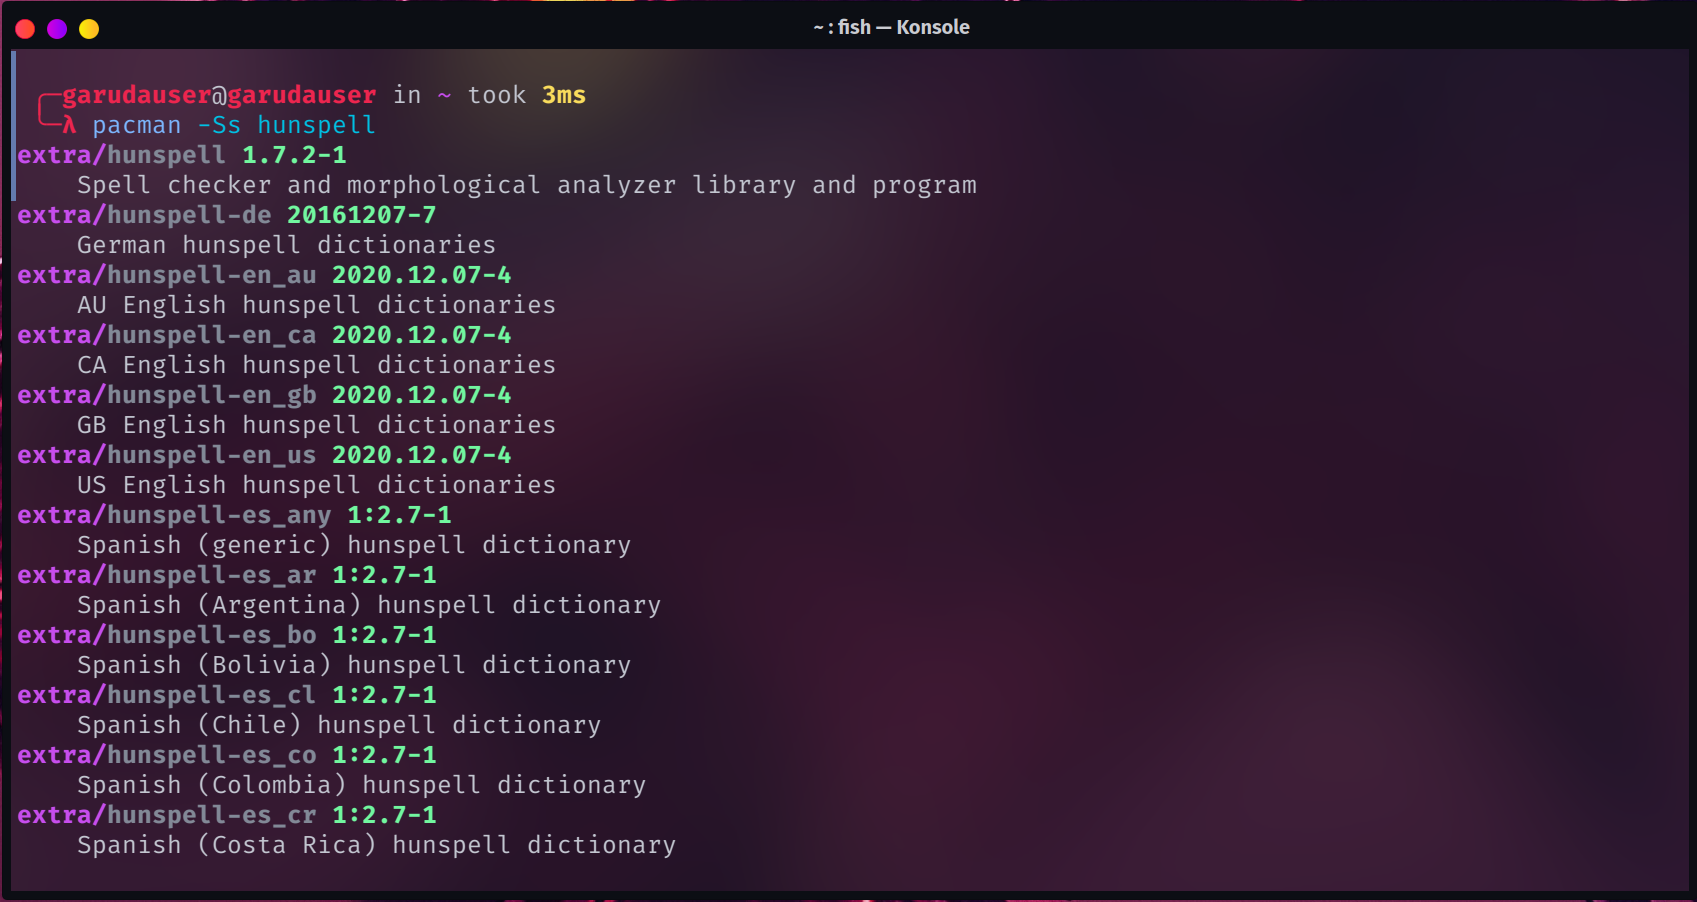 ~ : fish — Konsole
garudauser@garudauser in ~ took 3ms
λ pacman -Ss hunspell
extra/hunspell 1.7.2-1
Spell checker and morphological analyzer library and program
extra/hunspell-de 20161207-7
German hunspell dictionaries
extra/hunspell-en_au 2020.12.07-4
AU English hunspell dictionaries
extra/hunspell-en_ca 2020.12.07-4
CA English hunspell dictionaries
extra/hunspell-en_gb 2020.12.07-4
GB English hunspell dictionaries
extra/hunspell-en_us 2020.12.07-4
US English hunspell dictionaries
extra/hunspell-es_any 1:2.7-1
Spanish (generic) hunspell dictionary
extra/hunspell-es_ar 1:2.7-1
Spanish (Argentina) hunspell dictionary
extra/hunspell-es_bo 1:2.7-1
Spanish (Bolivia) hunspell dictionary
extra/hunspell-es_cl 1:2.7-1
Spanish (Chile) hunspell dictionary
extra/hunspell-es_co 1:2.7-1
Spanish (Colombia) hunspell dictionary
extra/hunspell-es_cr 1:2.7-1
Spanish (Costa Rica) hunspell dictionary